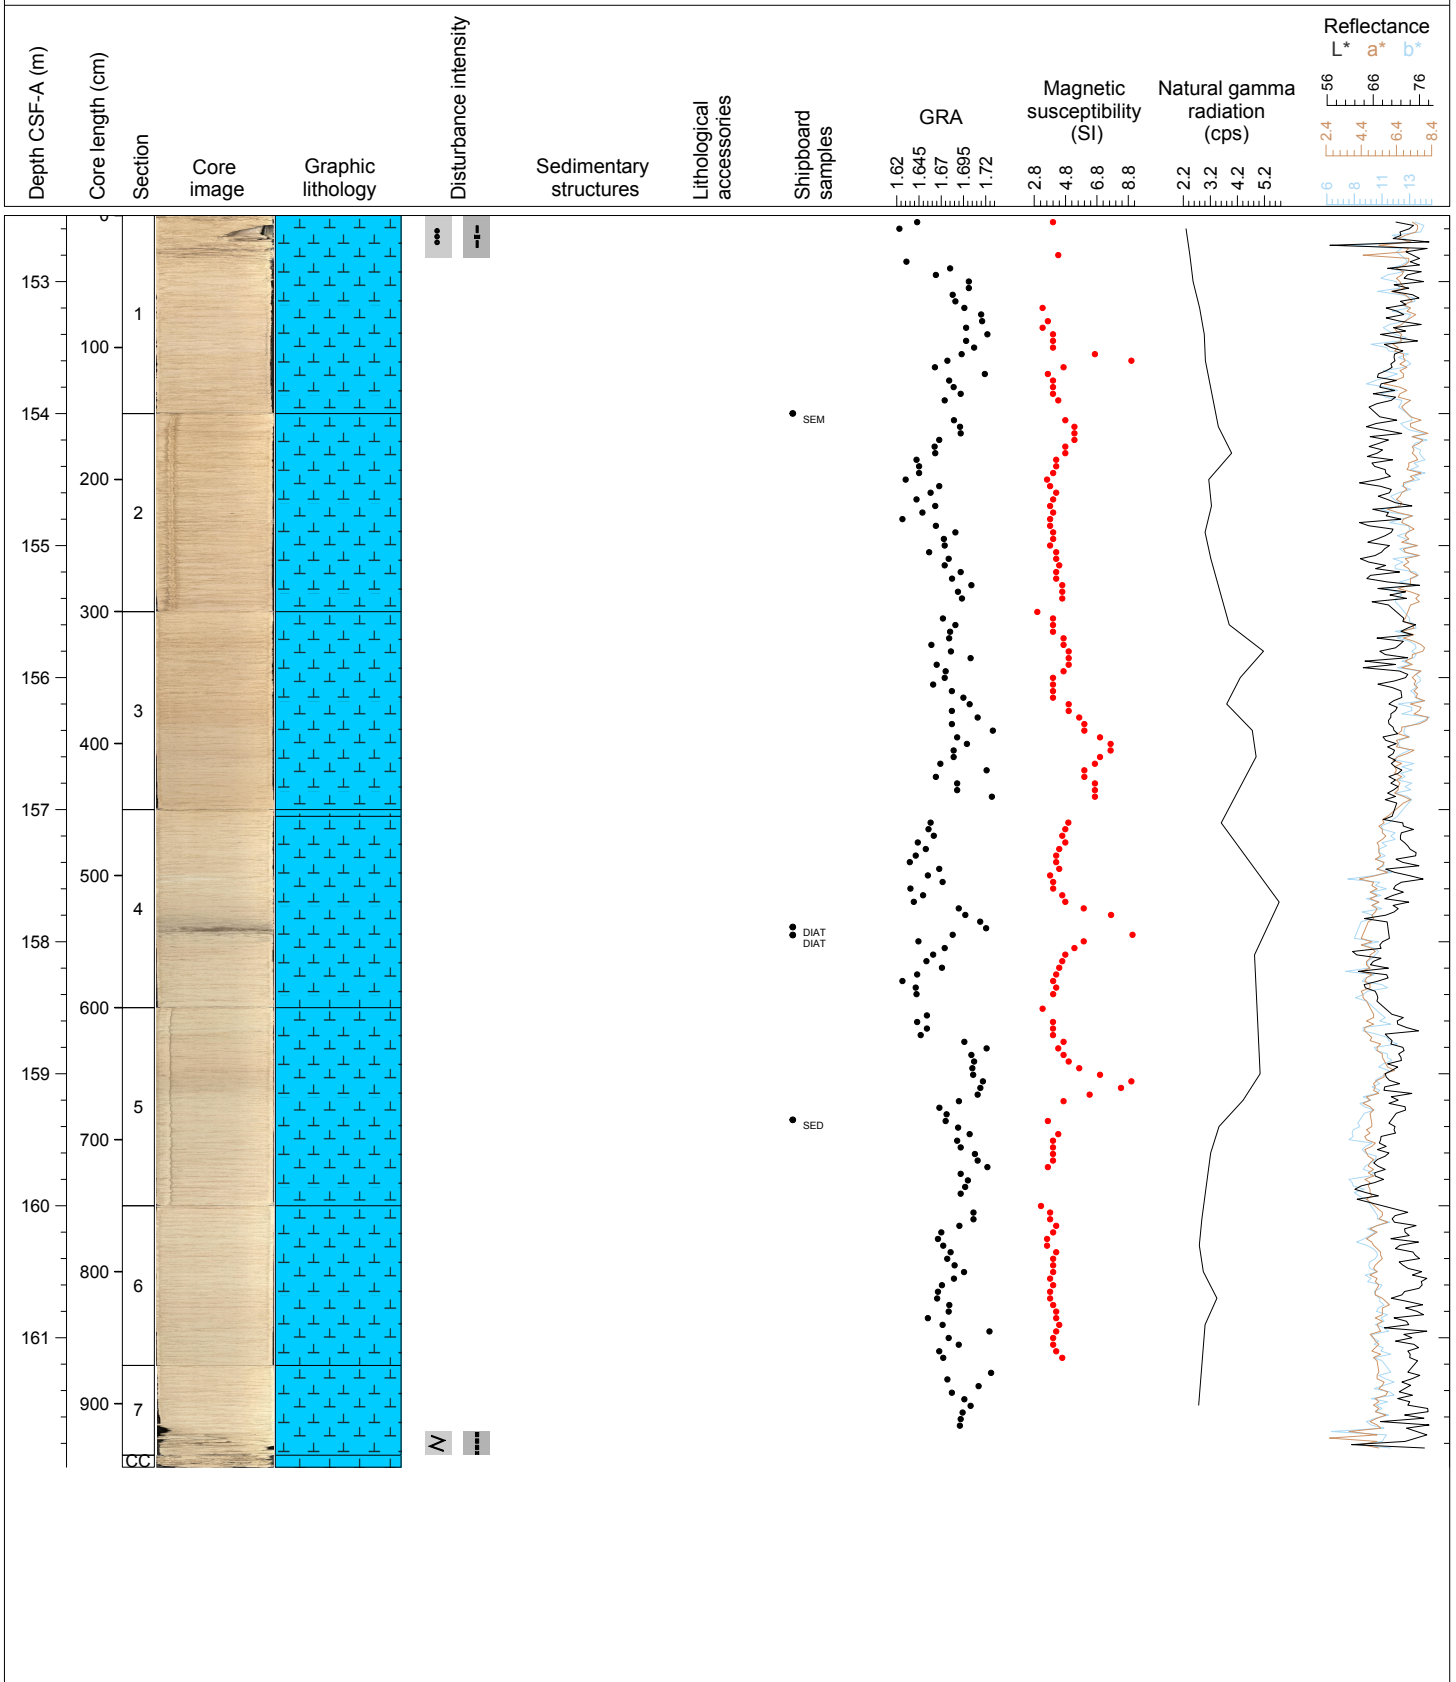 Depth CSF-A (m)
Core length (cm)
Section
Core
image
Graphic
lithology
Disturbance intensity
Sedimentary
structures
Lithological
accessories
Shipboard
samples
GRA
1.62 1.645 1.67 1.695 1.72
Magnetic
susceptibility
(SI)
2.8 4.8 6.8 8.8
Natural gamma
radiation
(cps)
2.2 3.2 4.2 5.2
Reflectance
L* a* b*
56 66 76
2.4 4.4 6.4 8.4
6 8 11 13
0
153
1
100
154
SEM
200
2
155
300
156
3
400
157
500
4
158
DIAT
DIAT
600
159
5
SED
700
160
6
800
161
900
7
CC